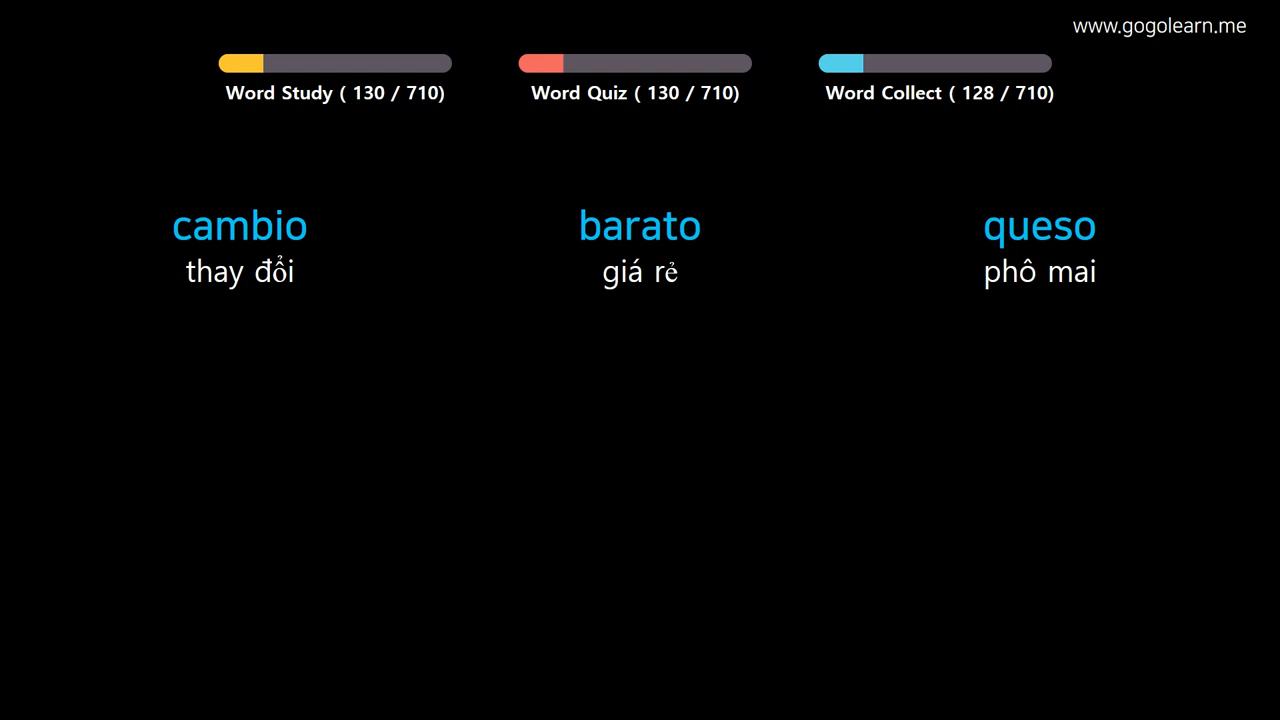 www.gogolearn.me
Word Study ( 130 / 710)
Word Quiz ( 130 / 710)
Word Collect ( 128 / 710)
cambio
thay đổi
barato
giá rẻ
queso
phô mai